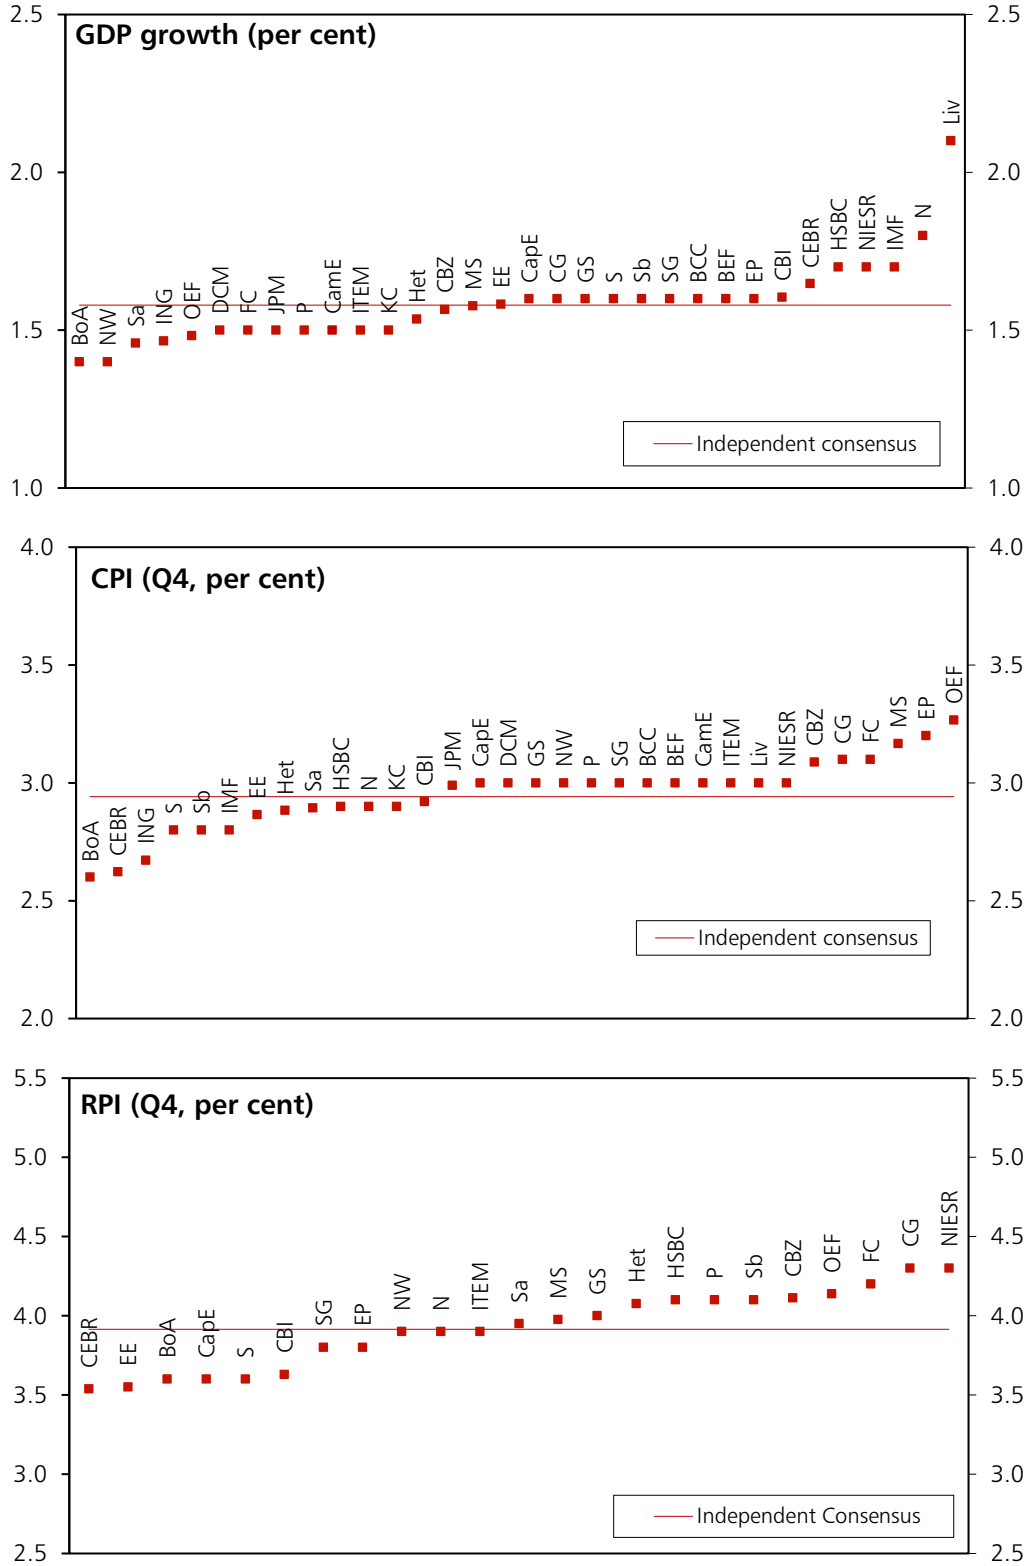 GDP growth (per cent)
2.5
2.0
1.5
1.0
2.5
2.0
1.5
1.0
BoA
NW
Sa
ING
OEF
DCM
FC
JPM
P
CamE
ITEM
KC
Het
CBZ
MS
EE
CapE
CG
GS
S
Sb
SG
BCC
BEF
EP
CBI
CEBR
HSBC
NIESR
IMF
N
Liv
Independent consensus
CPI (Q4, per cent)
4.0
3.5
3.0
2.5
2.0
4.0
3.5
3.0
2.5
2.0
BoA
CEBR
ING
S
Sb
IMF
EE
Het
Sa
HSBC
N
KC
CBI
JPM
CapE
DCM
GS
NW
P
SG
BCC
BEF
CamE
ITEM
Liv
NIESR
CBZ
CG
FC
MS
EP
OEF
Independent consensus
RPI (Q4, per cent)
5.5
5.0
4.5
4.0
3.5
3.0
2.5
5.5
5.0
4.5
4.0
3.5
3.0
2.5
CEBR
EE
BoA
CapE
S
CBI
SG
EP
NW
N
ITEM
Sa
MS
GS
Het
HSBC
P
Sb
CBZ
OEF
FC
CG
NIESR
Independent Consensus